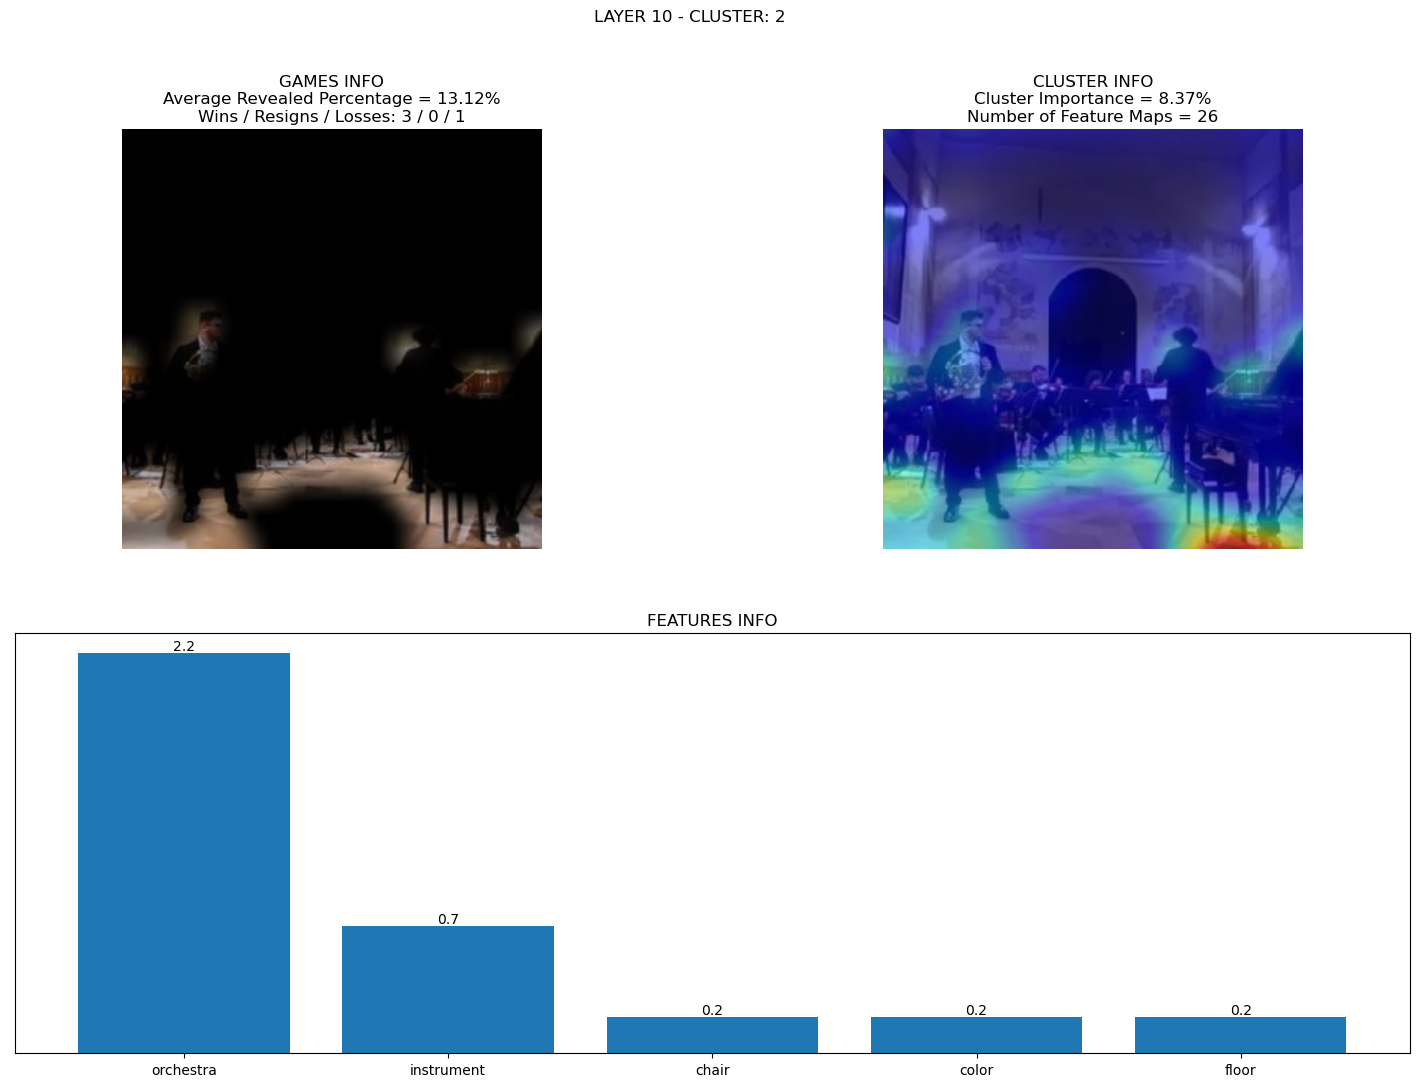 LAYER 10 - CLUSTER: 2
GAMES INFO
Average Revealed Percentage = 13.12%
Wins / Resigns / Losses: 3 / 0 / 1
CLUSTER INFO
Cluster Importance = 8.37%
Number of Feature Maps = 26
FEATURES INFO
2.2
0.7
0.2
0.2
0.2
orchestra
instrument
chair
color
floor